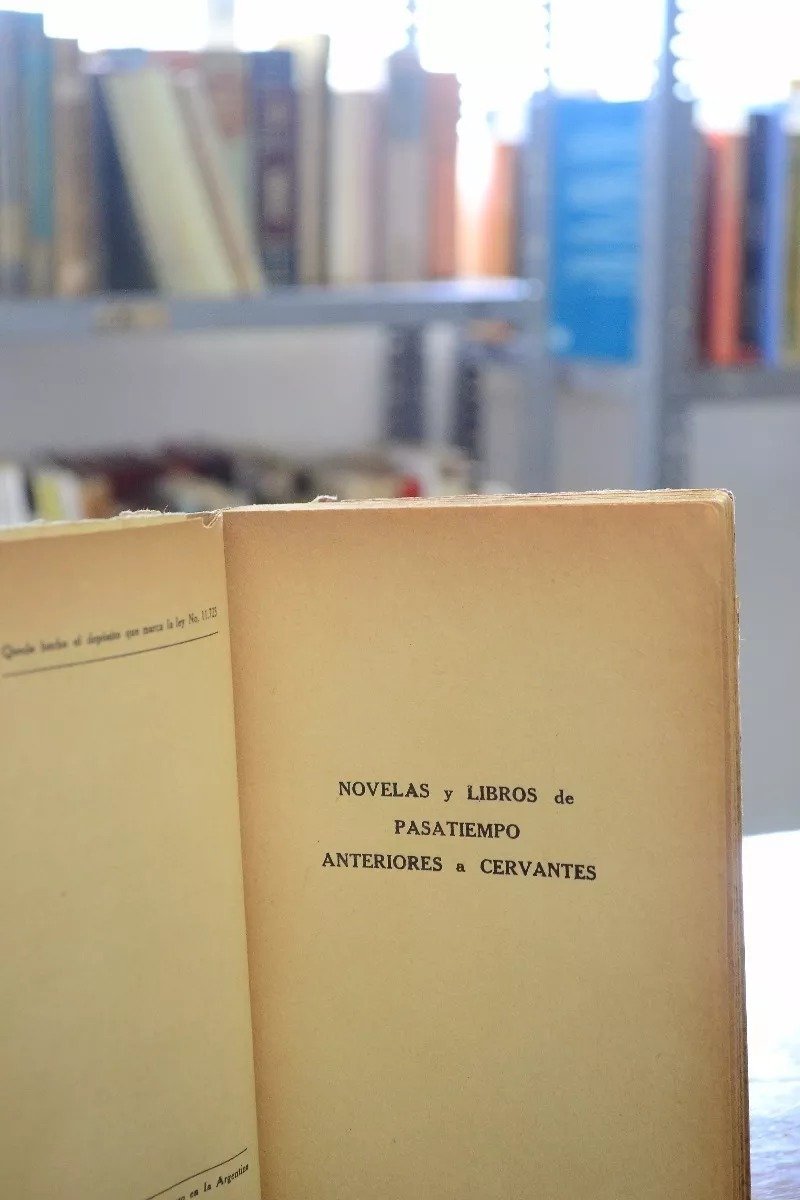 Queda hecho el depósito que marca la ley No. 11.723
en la Argentina
NOVELAS y LIBROS de
PASATIEMPO
ANTERIORES a CERVANTES